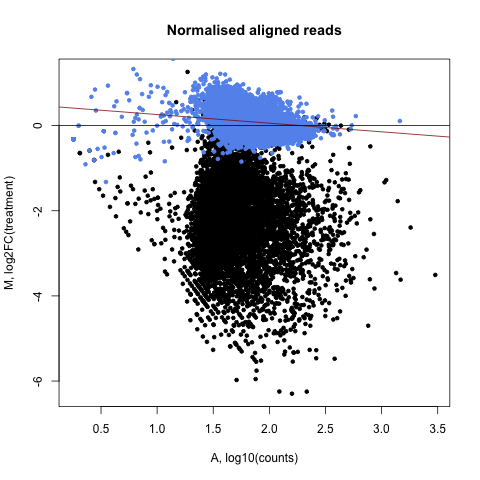 Normalised aligned reads
M, log2FC(treatment)
0
-2
-4
-6
0.5 1.0 1.5 2.0 2.5 3.0 3.5
A, log10(counts)